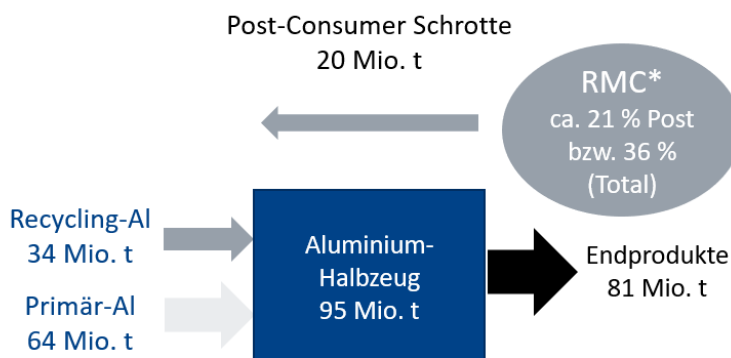 Post-Consumer Schrotte
20 Mio. t
RMC*
ca. 21 % Post
bzw. 36 %
(Total)
Recycling-Al
34 Mio. t
Primär-Al
64 Mio. t
Aluminium-
Halbzeug
95 Mio. t
Endprodukte
81 Mio. t